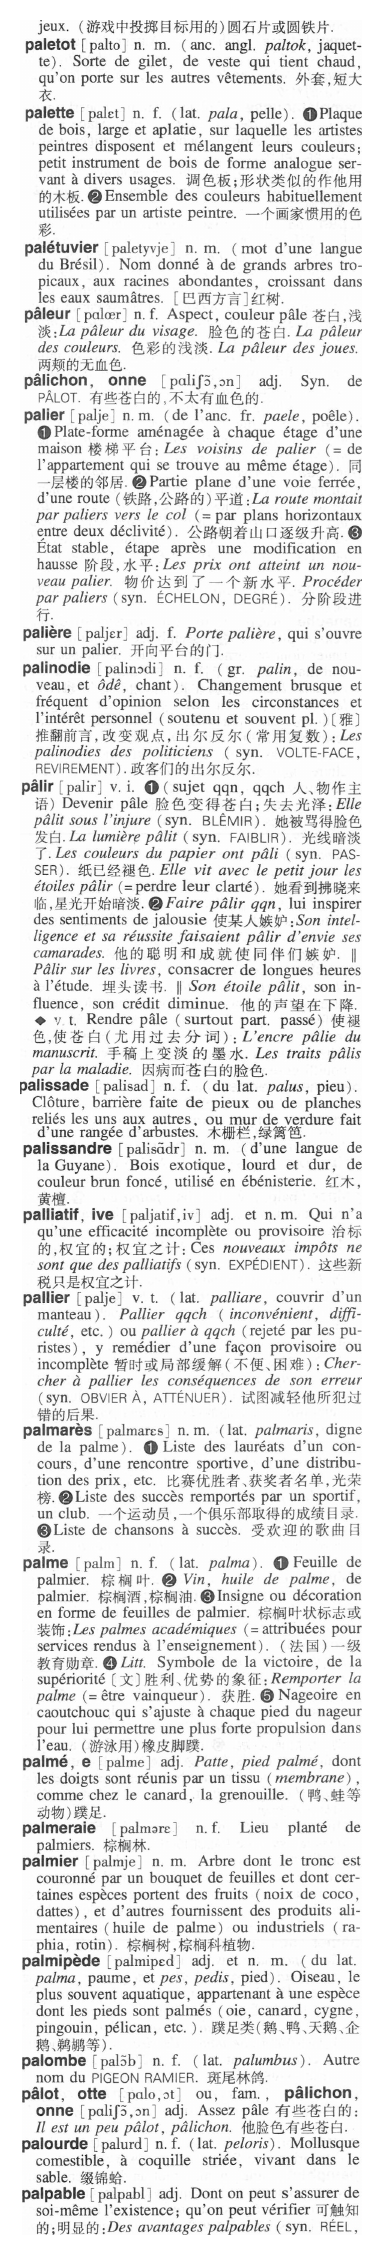 jeux. (游戏中投掷目标用的)圆石片或圆铁片.
paletot [palto] n. m. (anc. angl. paltok, jaquet-
te). Sorte de gilet, de veste qui tient chaud,
qu'on porte sur les autres vêtements. 外套,短大
衣.
palette [palɛt] n. f. (lat. pala, pelle). ❶Plaque
de bois, large et aplatie, sur laquelle les artistes
peintres disposent et mélangent leurs couleurs;
petit instrument de bois de forme analogue ser-
vant à divers usages. 调色板;形状类似的作他用
的木板. ❷Ensemble des couleurs habituellement
utilisées par un artiste peintre. 一个画家惯用的色
彩.
palétuvier [paletyvje] n. m. (mot d'une langue
du Brésil). Nom donné à de grands arbres tro-
picaux, aux racines abondantes, croissant dans
les eaux saumâtres. [巴西方言]红树.
pâleur [pɑlœr] n. f. Aspect, couleur pâle 苍白,浅
淡:La pâleur du visage. 脸色的苍白. La pâleur
des couleurs. 色彩的浅淡. La pâleur des joues.
两颊的无血色.
pâlichon, onne [pɑliʃɔ̃,ɔn] adj. Syn. de
PÂLOT. 有些苍白的,不太有血色的.
palier [palje] n. m. (de l'anc. fr. paele, poêle).
❶Plate-forme aménagée à chaque étage d'une
maison 楼梯平台: Les voisins de palier (= de
l'appartement qui se trouve au même étage). 同
一层楼的邻居. ❷Partie plane d'une voie ferrée,
d'une route (铁路,公路的)平道:La route montait
par paliers vers le col (=par plans horizontaux
entre deux déclivité). 公路朝着山口逐级升高. ❸
État stable, étape après une modification en
hausse 阶段,水平: Les prix ont atteint un nou-
veau palier. 物价达到了一个新水平. Procéder
par paliers (syn. ÉCHELON, DEGRÉ). 分阶段进
行.
palière [paljɛr] adj. f. Porte palière, qui s'ouvre
sur un palier. 开向平台的门.
palinodie [palinɔdi] n. f. (gr. palin, de nou-
veau, et ôdê, chant). Changement brusque et
fréquent d'opinion selon les circonstances et
l'intérêt personnel (soutenu et souvent pl.)[雅]
推翻前言,改变观点,出尔反尔(常用复数): Les
palinodies des politiciens (syn. VOLTE-FACE,
REVIREMENT). 政客们的出尔反尔.
pâlir [palir] v. i. ❶(sujet qqn, qqch 人、物作主
语) Devenir pâle 脸色变得苍白;失去光泽: Elle
pâlit sous l'injure (syn. BLÊMIR). 她被骂得脸色
发白. La lumière pâlit (syn. FAIBLIR). 光线暗淡
了. Les couleurs du papier ont pâli (syn. PAS-
SER). 纸已经褪色. Elle vit avec le petit jour les
étoiles pâlir (=perdre leur clarté). 她看到拂晓来
临,星光开始暗淡. ❷Faire pâlir qqn, lui inspirer
des sentiments de jalousie 使某人嫉妒:Son intel-
ligence et sa réussite faisaient pâlir d'envie ses
camarades. 他的聪明和成就使同伴们嫉妒. ‖
Pâlir sur les livres, consacrer de longues heures
à l'étude. 埋头读书. ‖ Son étoile pâlit, son in-
fluence, son crédit diminue. 他的声望在下降.
◆ v. t. Rendre pâle (surtout part. passé) 使褪
色,使苍白(尤用过去分词): L'encre pâlie du
manuscrit. 手稿上变淡的墨水. Les traits pâlis
par la maladie. 因病而苍白的脸色.
palissade [palisad] n. f. (du lat. palus, pieu).
Clôture, barrière faite de pieux ou de planches
reliés les uns aux autres, ou mur de verdure fait
d'une rangée d'arbustes. 木栅栏,绿篱笆.
palissandre [palisɑ̃dr] n. m. (d'une langue de
la Guyane). Bois exotique, lourd et dur, de
couleur brun foncé, utilisé en ébénisterie. 红木,
黄檀.
palliatif, ive [paljatif,iv] adj. et n. m. Qui n'a
qu'une efficacité incomplète ou provisoire 治标
的,权宜的;权宜之计: Ces nouveaux impôts ne
sont que des palliatifs (syn. EXPÉDIENT). 这些新
税只是权宜之计.
pallier [palje] v. t. (lat. palliare, couvrir d'un
manteau). Pallier qqch (inconvénient, diffi-
culté, etc.) ou pallier à qqch (rejeté par les pu-
ristes), y remédier d'une façon provisoire ou
incomplète 暂时或局部缓解(不便、困难): Cher-
cher à pallier les conséquences de son erreur
(syn. OBVIER À, ATTÉNUER). 试图减轻他所犯过
错的后果.
palmarès [palmarɛs] n. m. (lat. palmaris, digne
de la palme). ❶ Liste des lauréats d'un con-
cours, d'une rencontre sportive, d'une distribu-
tion des prix, etc. 比赛优胜者、获奖者名单,光荣
榜. ❷Liste des succès remportés par un sportif,
un club. 一个运动员,一个俱乐部取得的成绩目录.
❸Liste de chansons à succès. 受欢迎的歌曲目
录.
palme [palm] n. f. (lat. palma). ❶ Feuille de
palmier. 棕榈叶. ❷ Vin, huile de palme, de
palmier. 棕榈酒,棕榈油. ❸Insigne ou décoration
en forme de feuilles de palmier. 棕榈叶状标志或
装饰:Les palmes académiques (=attribuées pour
services rendus à l'enseignement). (法国)一级
教育勋章. ❹ Litt. Symbole de la victoire, de la
supériorité [文]胜利、优势的象征: Remporter la
palme (= être vainqueur). 获胜. ❺ Nageoire en
caoutchouc qui s'ajuste à chaque pied du nageur
pour lui permettre une plus forte propulsion dans
l'eau. (游泳用)橡皮脚蹼.
palmé, e [palme] adj. Patte, pied palmé, dont
les doigts sont réunis par un tissu (membrane),
comme chez le canard, la grenouille. (鸭、蛙等
动物)蹼足.
palmeraie [palmərɛ] n. f. Lieu planté de
palmiers. 棕榈林.
palmier [palmje] n. m. Arbre dont le tronc est
couronné par un bouquet de feuilles et dont cer-
taines espèces portent des fruits (noix de coco,
dattes), et d'autres fournissent des produits ali-
mentaires (huile de palme) ou industriels (ra-
phia, rotin). 棕榈树,棕榈科植物.
palmipède [palmipɛd] adj. et n. m. (du lat.
palma, paume, et pes, pedis, pied). Oiseau, le
plus souvent aquatique, appartenant à une espèce
dont les pieds sont palmés (oie, canard, cygne,
pingouin, pélican, etc.). 蹼足类(鹅、鸭、天鹅、企
鹅、鹈鹕等).
palombe [palɔ̃b] n. f. (lat. palumbus). Autre
nom du PIGEON RAMIER. 斑尾林鸽.
pâlot, otte [pɑlo,ɔt] ou, fam., pâlichon,
onne [pɑliʃɔ̃,ɔn] adj. Assez pâle 有些苍白的:
Il est un peu pâlot, pâlichon. 他脸色有些苍白.
palourde [palurd] n. f. (lat. peloris). Mollusque
comestible, à coquille striée, vivant dans le
sable. 缀锦蛤.
palpable [palpabl] adj. Dont on peut s'assurer de
soi-même l'existence; qu'on peut vérifier 可触知
的;明显的:Des avantages palpables (syn. RÉEL,